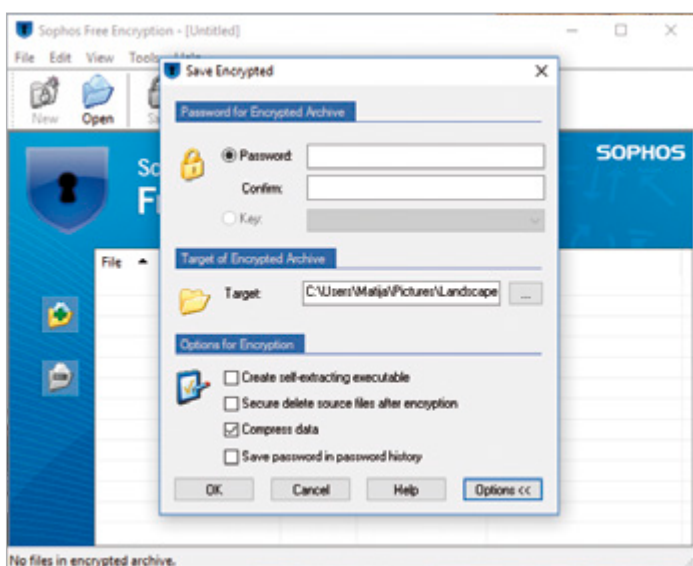 Sophos Free Encryption - [Untitled]
File Edit View Tools Help
New Open
SOPHOS
File
Save Encrypted
Password for Encrypted Archive
Password:
Confirm:
Key:
Target of Encrypted Archive
Target: C:\Users\Matija\Pictures\Landscape ...
Options for Encryption
Create self-extracting executable
Secure delete source files after encryption
Compress data
Save password in password history
OK Cancel Help Options <<
No files in encrypted archive.